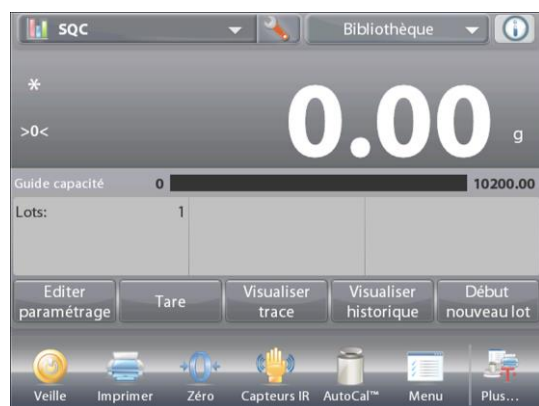 SQC
Bibliothèque
*
>0<
0.00 g
Guide capacité 0 10200.00
Lots: 1
Editer paramétrage
Tare
Visualiser trace
Visualiser historique
Début nouveau lot
→0←
Veille
Imprimer
Zéro
Capteurs IR
AutoCal™
Menu
Plus...